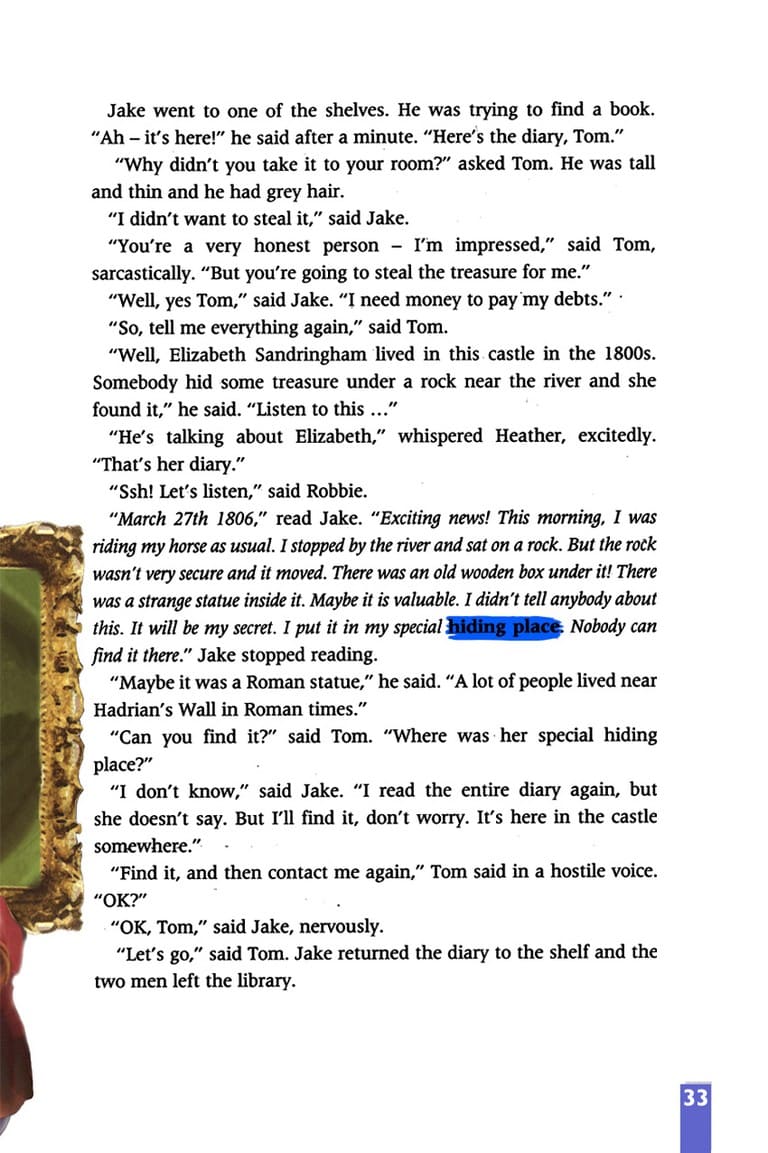 Jake went to one of the shelves. He was trying to find a book.
“Ah – it’s here!” he said after a minute. “Here’s the diary, Tom.”
“Why didn’t you take it to your room?” asked Tom. He was tall
and thin and he had grey hair.
“I didn’t want to steal it,” said Jake.
“You’re a very honest person – I’m impressed,” said Tom,
sarcastically. “But you’re going to steal the treasure for me.”
“Well, yes Tom,” said Jake. “I need money to pay my debts.”
“So, tell me everything again,” said Tom.
“Well, Elizabeth Sandringham lived in this castle in the 1800s.
Somebody hid some treasure under a rock near the river and she
found it,” he said. “Listen to this …”
“He’s talking about Elizabeth,” whispered Heather, excitedly.
“That’s her diary.”
“Ssh! Let’s listen,” said Robbie.
“March 27th 1806,” read Jake. “Exciting news! This morning, I was
riding my horse as usual. I stopped by the river and sat on a rock. But the rock
wasn’t very secure and it moved. There was an old wooden box under it! There
was a strange statue inside it. Maybe it is valuable. I didn’t tell anybody about
this. It will be my secret. I put it in my special hiding place. Nobody can
find it there.” Jake stopped reading.
“Maybe it was a Roman statue,” he said. “A lot of people lived near
Hadrian’s Wall in Roman times.”
“Can you find it?” said Tom. “Where was her special hiding
place?”
“I don’t know,” said Jake. “I read the entire diary again, but
she doesn’t say. But I’ll find it, don’t worry. It’s here in the castle
somewhere.”
“Find it, and then contact me again,” Tom said in a hostile voice.
“OK?”
“OK, Tom,” said Jake, nervously.
“Let’s go,” said Tom. Jake returned the diary to the shelf and the
two men left the library.
33